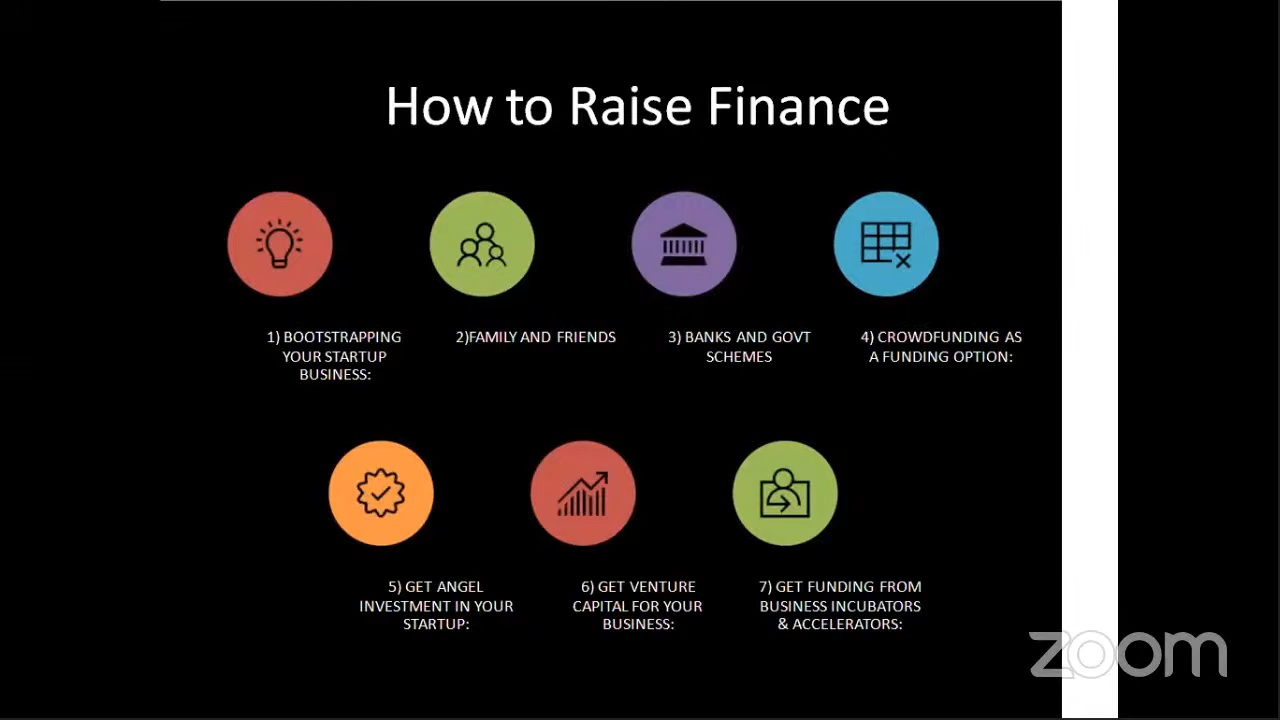 How to Raise Finance
1) BOOTSTRAPPING
YOUR STARTUP
BUSINESS:
2)FAMILY AND FRIENDS
3) BANKS AND GOVT
SCHEMES
4) CROWDFUNDING AS
A FUNDING OPTION:
5) GET ANGEL
INVESTMENT IN YOUR
STARTUP:
6) GET VENTURE
CAPITAL FOR YOUR
BUSINESS:
7) GET FUNDING FROM
BUSINESS INCUBATORS
& ACCELERATORS:
zoom